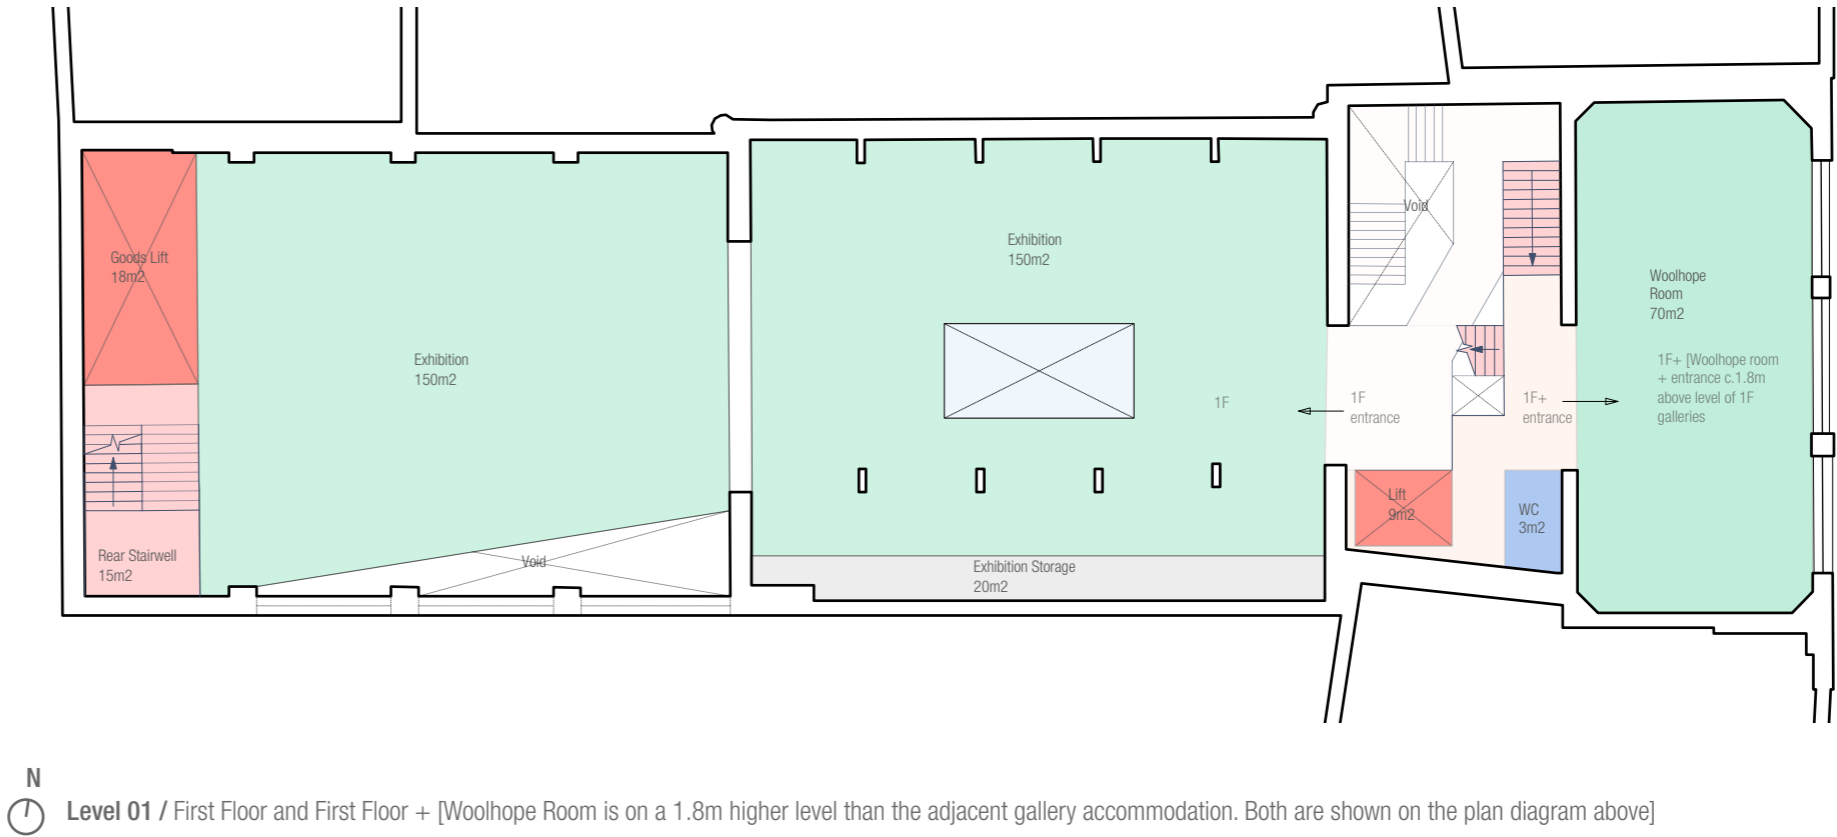 Goods Lift
18m2
Rear Stairwell
15m2
Exhibition
150m2
Void
Exhibition
150m2
1F
Exhibition Storage
20m2
Void
1F
entrance
1F+
entrance
Lift
9m2
WC
3m2
Woolhope
Room
70m2
1F+ [Woolhope room
+ entrance c.1.8m
above level of 1F
galleries
N
Level 01 / First Floor and First Floor + [Woolhope Room is on a 1.8m higher level than the adjacent gallery accommodation. Both are shown on the plan diagram above]